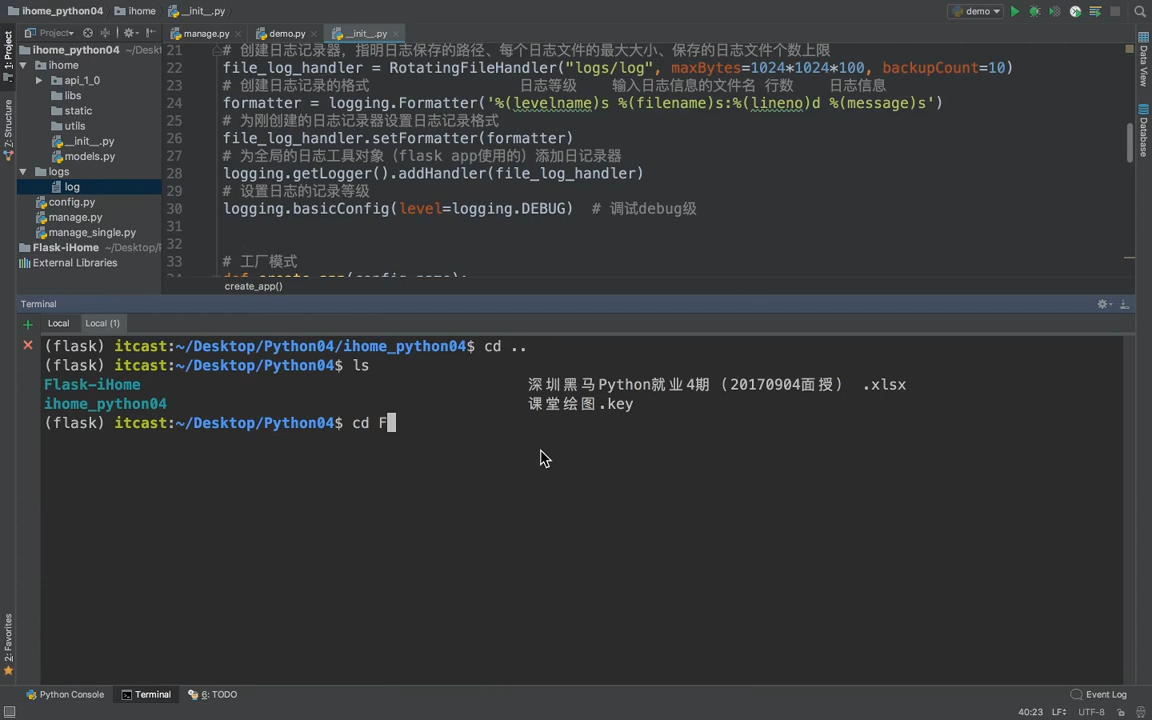 ihome_python04 ihome __init__.py demo
Project manage.py demo.py __init__.py
ihome_python04 ~/Deskt
ihome
api_1_0
libs
static
utils
__init__.py
models.py
logs
log
config.py
manage.py
manage_single.py
Flask-iHome ~/Desktop/F
External Libraries
1: Project
7: Structure
2: Favorites
Data View
Database
21 # 创建日志记录器，指明日志保存的路径、每个日志文件的最大大小、保存的日志文件个数上限
22 file_log_handler = RotatingFileHandler("logs/log", maxBytes=1024*1024*100, backupCount=10)
23 # 创建日志记录的格式 日志等级 输入日志信息的文件名 行数 日志信息
24 formatter = logging.Formatter('%(levelname)s %(filename)s:%(lineno)d %(message)s')
25 # 为刚创建的日志记录器设置日志记录格式
26 file_log_handler.setFormatter(formatter)
27 # 为全局的日志工具对象（flask app使用的）添加日记录器
28 logging.getLogger().addHandler(file_log_handler)
29 # 设置日志的记录等级
30 logging.basicConfig(level=logging.DEBUG) # 调试debug级
31
32
33 # 工厂模式
create_app()
Terminal
Local Local (1)
(flask) itcast:~/Desktop/Python04/ihome_python04$ cd ..
(flask) itcast:~/Desktop/Python04$ ls
Flask-iHome 深圳黑马Python就业4期（20170904面授） .xlsx
ihome_python04 课堂绘图.key
(flask) itcast:~/Desktop/Python04$ cd F
Python Console Terminal 6: TODO Event Log
40:23 LF UTF-8